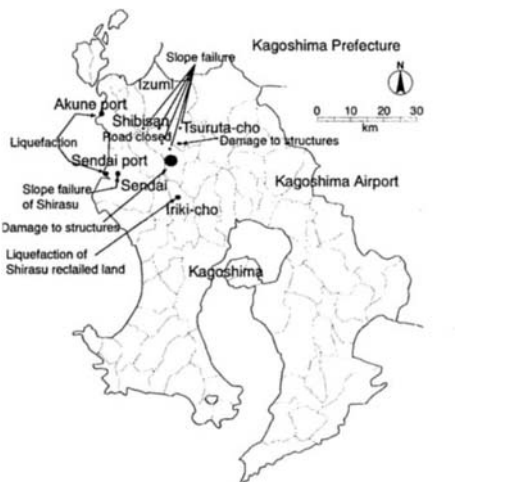 Slope failure
Kagoshima Prefecture
N
Izumi
Akune port
0 10 20 30
km
Shibisan
Tsuruta-cho
Road closed
Damage to structures
Liquefaction
Sendai port
Slope failure
of Shirasu
Sendai
Kagoshima Airport
Iriki-cho
Damage to structures
Liquefaction of
Shirasu reclailed land
Kagoshima